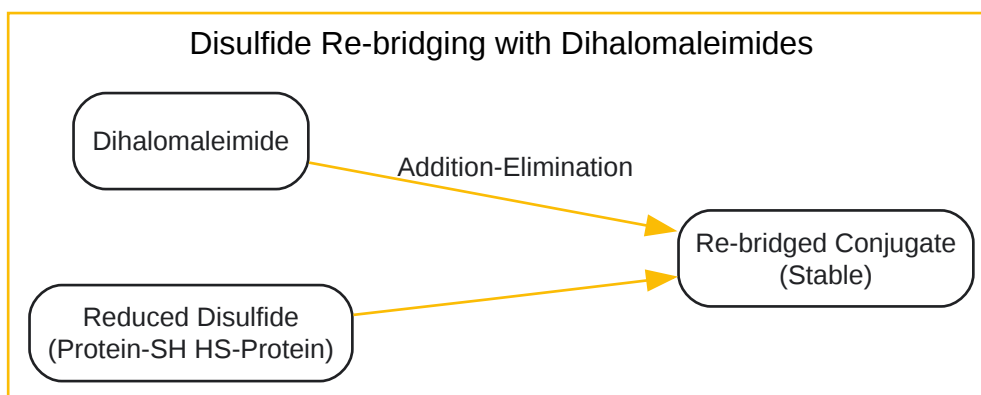 Disulfide Re-bridging with Dihalomaleimides
Dihalomaleimide
Addition-Elimination
Re-bridged Conjugate
(Stable)
Reduced Disulfide
(Protein-SH HS-Protein)